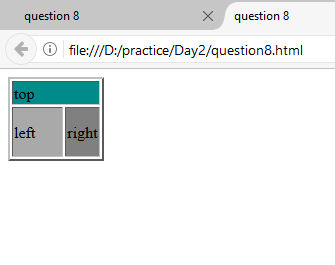 question 8
question 8
file:///D:/practice/Day2/question8.html
top
left
right